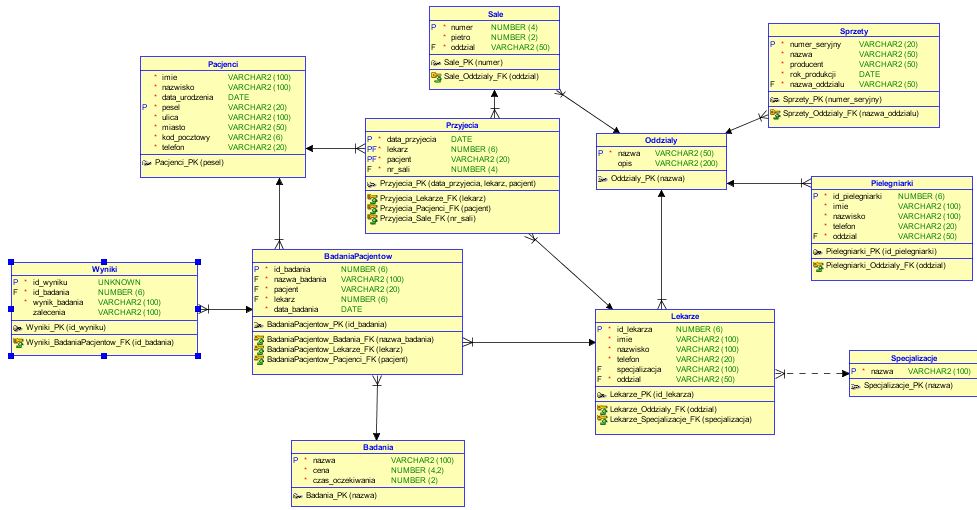 Sale
P * numer NUMBER (4)
* pietro NUMBER (2)
F * oddzial VARCHAR2 (50)
Sale_PK (numer)
Sale_Oddzialy_FK (oddzial)
Sprzety
P * numer_seryjny VARCHAR2 (20)
* nazwa VARCHAR2 (50)
* producent VARCHAR2 (50)
* rok_produkcji DATE
F * nazwa_oddzialu VARCHAR2 (50)
Sprzety_PK (numer_seryjny)
Sprzety_Oddzialy_FK (nazwa_oddzialu)
Pacjenci
* imie VARCHAR2 (100)
* nazwisko VARCHAR2 (100)
* data_urodzenia DATE
P * pesel VARCHAR2 (20)
* ulica VARCHAR2 (100)
* miasto VARCHAR2 (50)
* kod_pocztowy VARCHAR2 (6)
* telefon VARCHAR2 (20)
Pacjenci_PK (pesel)
Przyjecia
P * data_przyjecia DATE
PF * lekarz NUMBER (6)
PF * pacjent VARCHAR2 (20)
F * nr_sali NUMBER (4)
Przyjecia_PK (data_przyjecia, lekarz, pacjent)
Przyjecia_Lekarze_FK (lekarz)
Przyjecia_Pacjenci_FK (pacjent)
Przyjecia_Sale_FK (nr_sali)
Oddzialy
P * nazwa VARCHAR2 (50)
opis VARCHAR2 (200)
Oddzialy_PK (nazwa)
Pielegniarki
P * id_pielegniarki NUMBER (6)
* imie VARCHAR2 (100)
* nazwisko VARCHAR2 (100)
* telefon VARCHAR2 (20)
F * oddzial VARCHAR2 (50)
Pielegniarki_PK (id_pielegniarki)
Pielegniarki_Oddzialy_FK (oddzial)
Wyniki
P * id_wyniku UNKNOWN
F * id_badania NUMBER (6)
* wynik_badania VARCHAR2 (100)
zalecenia VARCHAR2 (100)
Wyniki_PK (id_wyniku)
Wyniki_BadaniaPacjentow_FK (id_badania)
BadaniaPacjentow
P * id_badania NUMBER (6)
F * nazwa_badania VARCHAR2 (100)
F * pacjent VARCHAR2 (20)
F * lekarz NUMBER (6)
* data_badania DATE
BadaniaPacjentow_PK (id_badania)
BadaniaPacjentow_Badania_FK (nazwa_badania)
BadaniaPacjentow_Lekarze_FK (lekarz)
BadaniaPacjentow_Pacjenci_FK (pacjent)
Lekarze
P * id_lekarza NUMBER (6)
* imie VARCHAR2 (100)
* nazwisko VARCHAR2 (100)
* telefon VARCHAR2 (20)
F specjalizacja VARCHAR2 (100)
F * oddzial VARCHAR2 (50)
Lekarze_PK (id_lekarza)
Lekarze_Oddzialy_FK (oddzial)
Lekarze_Specjalizacje_FK (specjalizacja)
Specjalizacje
P * nazwa VARCHAR2 (100)
Specjalizacje_PK (nazwa)
Badania
P * nazwa VARCHAR2 (100)
* cena NUMBER (4,2)
* czas_oczekiwania NUMBER (2)
Badania_PK (nazwa)